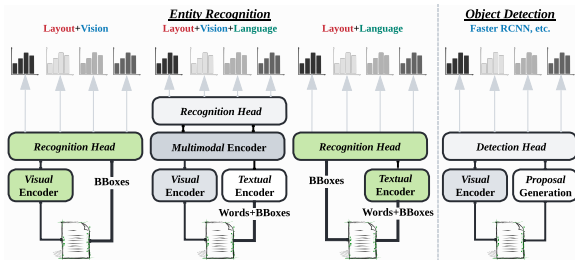 Entity Recognition
Object Detection
Layout+Vision
Layout+Vision+Language
Layout+Language
Faster RCNN, etc.
Recognition Head
Recognition Head
Multimodal Encoder
Recognition Head
Detection Head
Visual
Encoder
BBoxes
Visual
Encoder
Textual
Encoder
Words+BBoxes
BBoxes
Textual
Encoder
Words+BBoxes
Visual
Encoder
Proposal
Generation